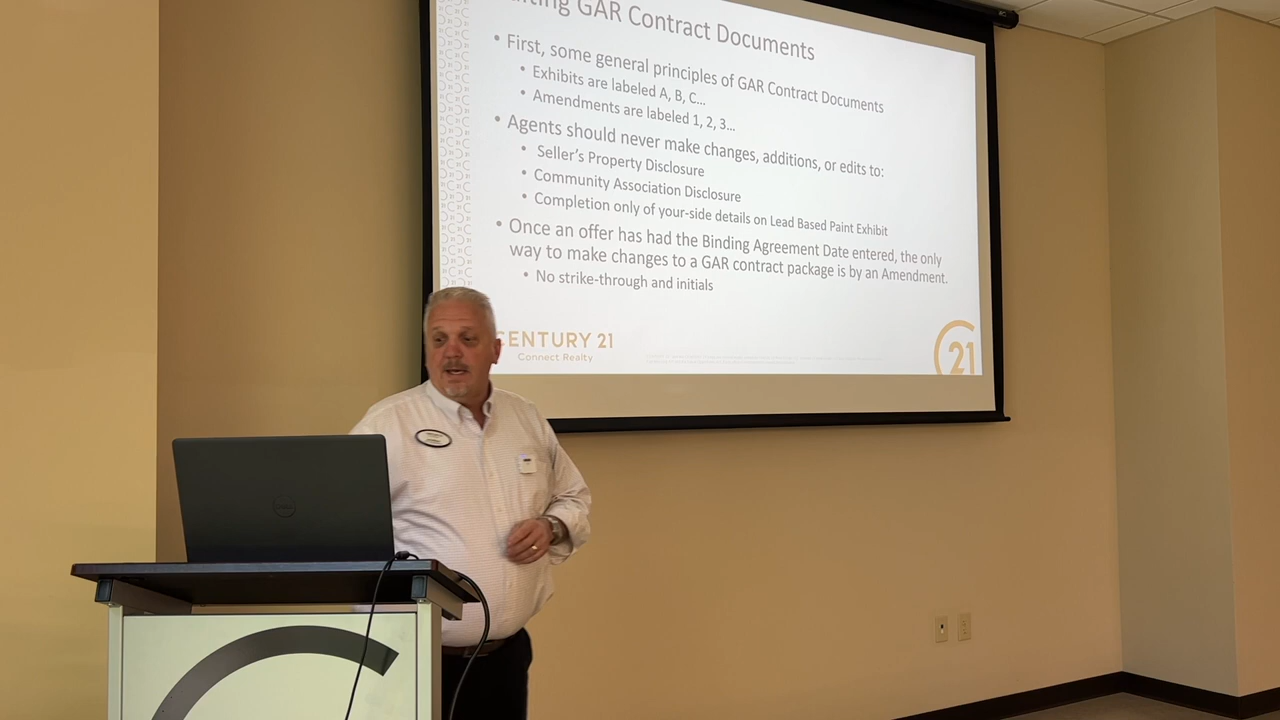 GAR Contract Documents
• First, some general principles of GAR Contract Documents
• Exhibits are labeled A, B, C...
• Amendments are labeled 1, 2, 3...
• Agents should never make changes, additions, or edits to:
• Seller's Property Disclosure
• Community Association Disclosure
• Completion only of your-side details on Lead Based Paint Exhibit
• Once an offer has had the Binding Agreement Date entered, the only
way to make changes to a GAR contract package is by an Amendment.
• No strike-through and initials
CENTURY 21
Connect Realty
21